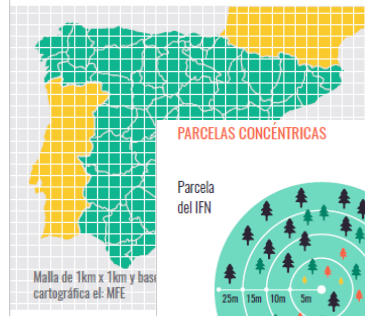 PARCELAS CONCÉNTRICAS
Parcela
del IFN
Malla de 1km x 1km y base
cartográfica el: MFE
25m 15m 10m 5m